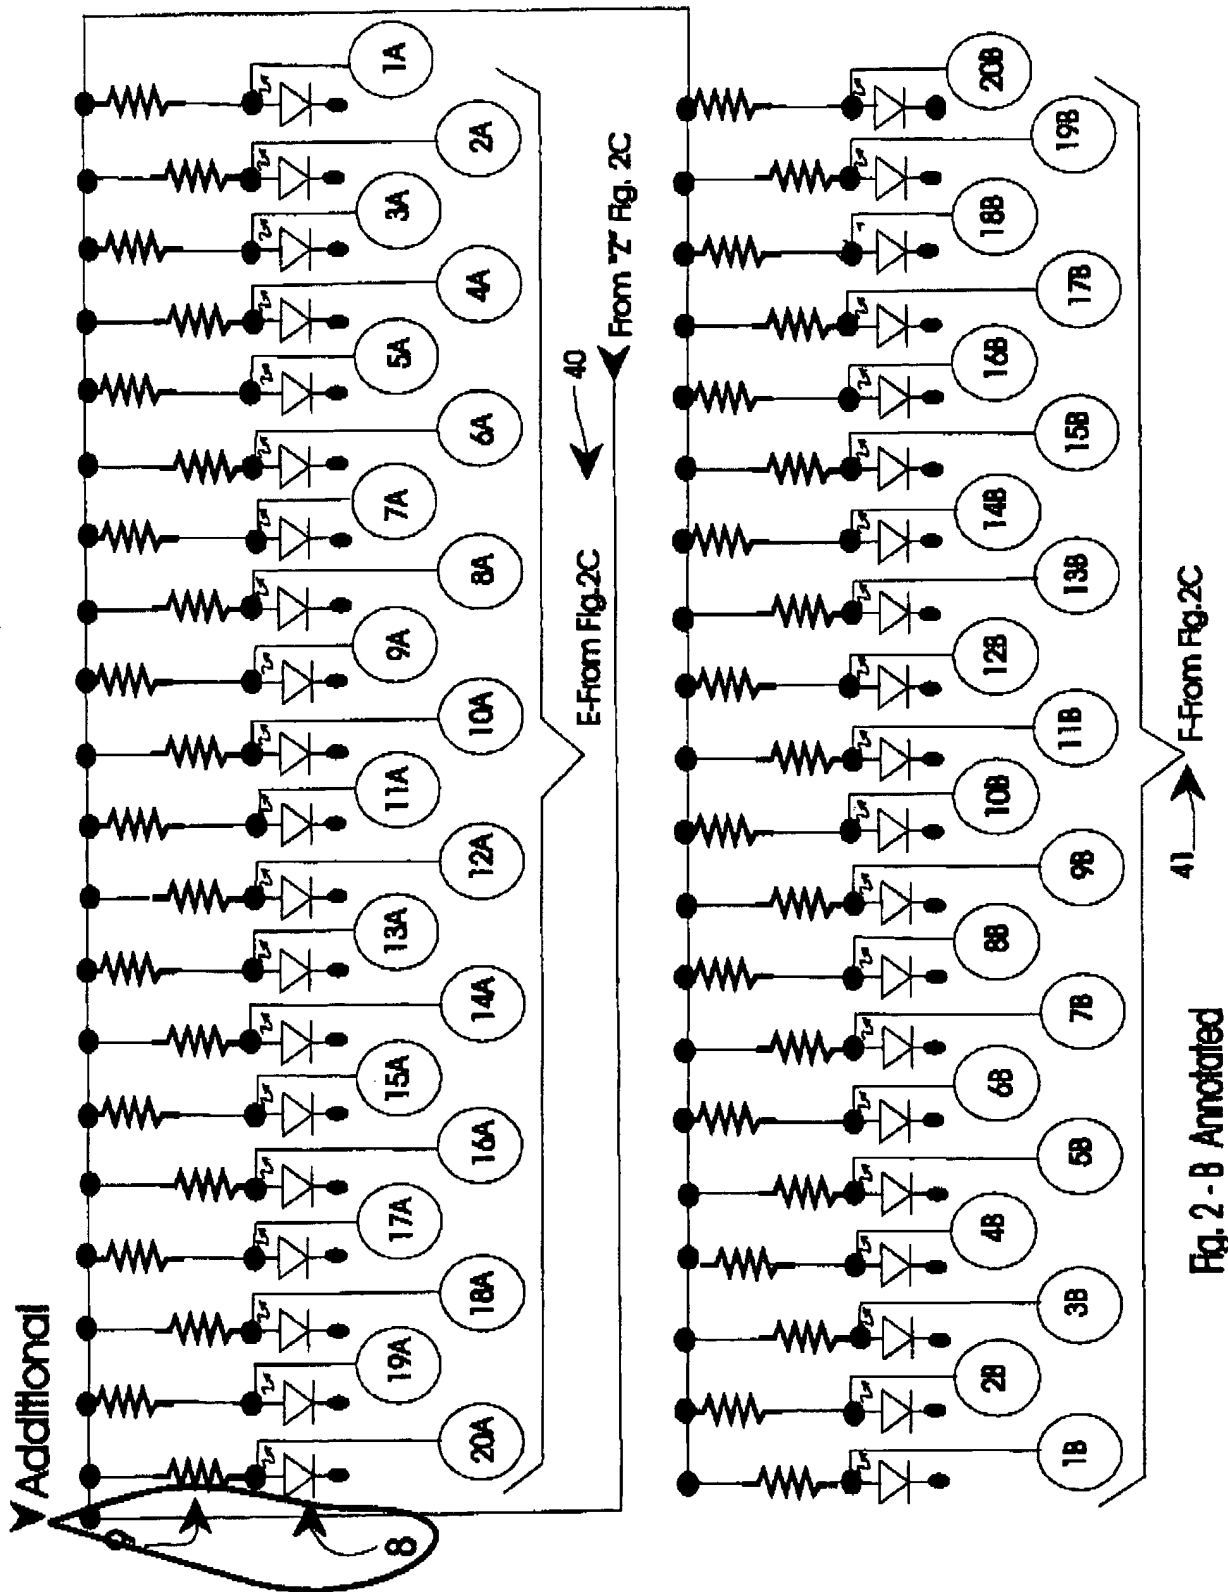 Additional
9
8
20A
19A
18A
17A
16A
15A
14A
13A
12A
11A
10A
9A
8A
7A
6A
5A
4A
3A
2A
1A
E-From Fig.2C
40
From "Z" Fig. 2C
1B
2B
3B
4B
5B
6B
7B
8B
9B
10B
11B
12B
13B
14B
15B
16B
17B
18B
19B
20B
41
F-From Fig.2C
Fig. 2 - B Annotated